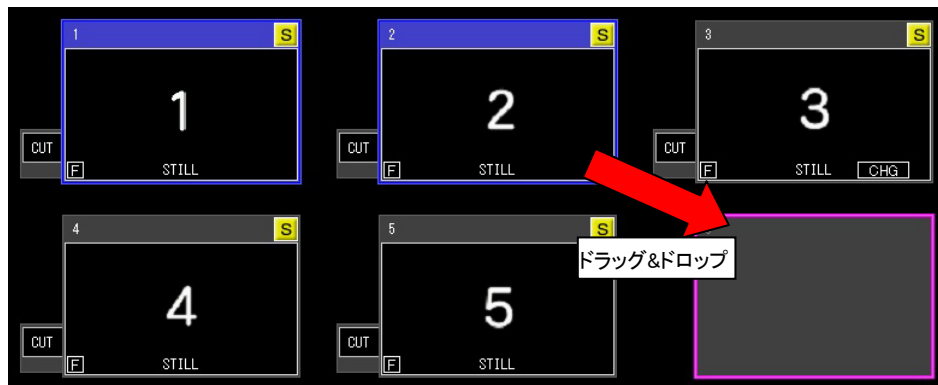 1 S
2 S
3 S
1
2
3
CUT
CUT
CUT
F STILL
F STILL
F STILL CHG
4 S
5 S
ドラッグ&ドロップ
4
5
CUT
CUT
F STILL
F STILL